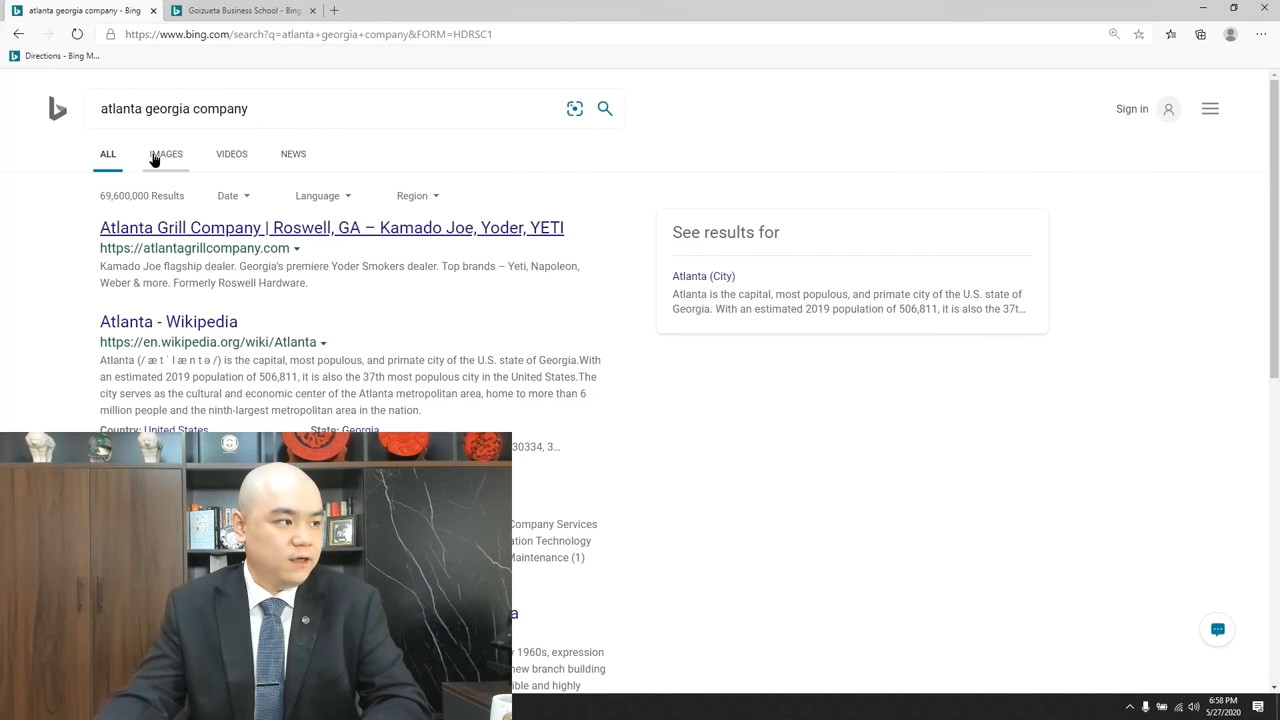 atlanta georgia company
Goizueta School - Bing
https://www.bing.com/search?q=atlanta+georgia+company&FORM=HDRSC1
Directions - Bing M...
atlanta georgia company
Sign in
ALL
IMAGES
VIDEOS
NEWS
69,600,000 Results
Date
Language
Region
Atlanta Grill Company | Roswell, GA – Kamado Joe, Yoder, YETI
https://atlantagrillcompany.com
Kamado Joe flagship dealer. Georgia's premiere Yoder Smokers dealer. Top brands – Yeti, Napoleon,
Weber & more. Formerly Roswell Hardware.
See results for
Atlanta (City)
Atlanta is the capital, most populous, and primate city of the U.S. state of
Georgia. With an estimated 2019 population of 506,811, it is also the 37t...
Atlanta - Wikipedia
https://en.wikipedia.org/wiki/Atlanta
Atlanta (/ æ t ˈ l æ n t ə /) is the capital, most populous, and primate city of the U.S. state of Georgia.With
an estimated 2019 population of 506,811, it is also the 37th most populous city in the United States.The
city serves as the cultural and economic center of the Atlanta metropolitan area, home to more than 6
million people and the ninth-largest metropolitan area in the nation.
Country: United States
State: Georgia
30334, 3...
Company Services
ation Technology
Maintenance (1)
a
y 1960s, expression
new branch building
ible and highly
6:58 PM
5/27/2020